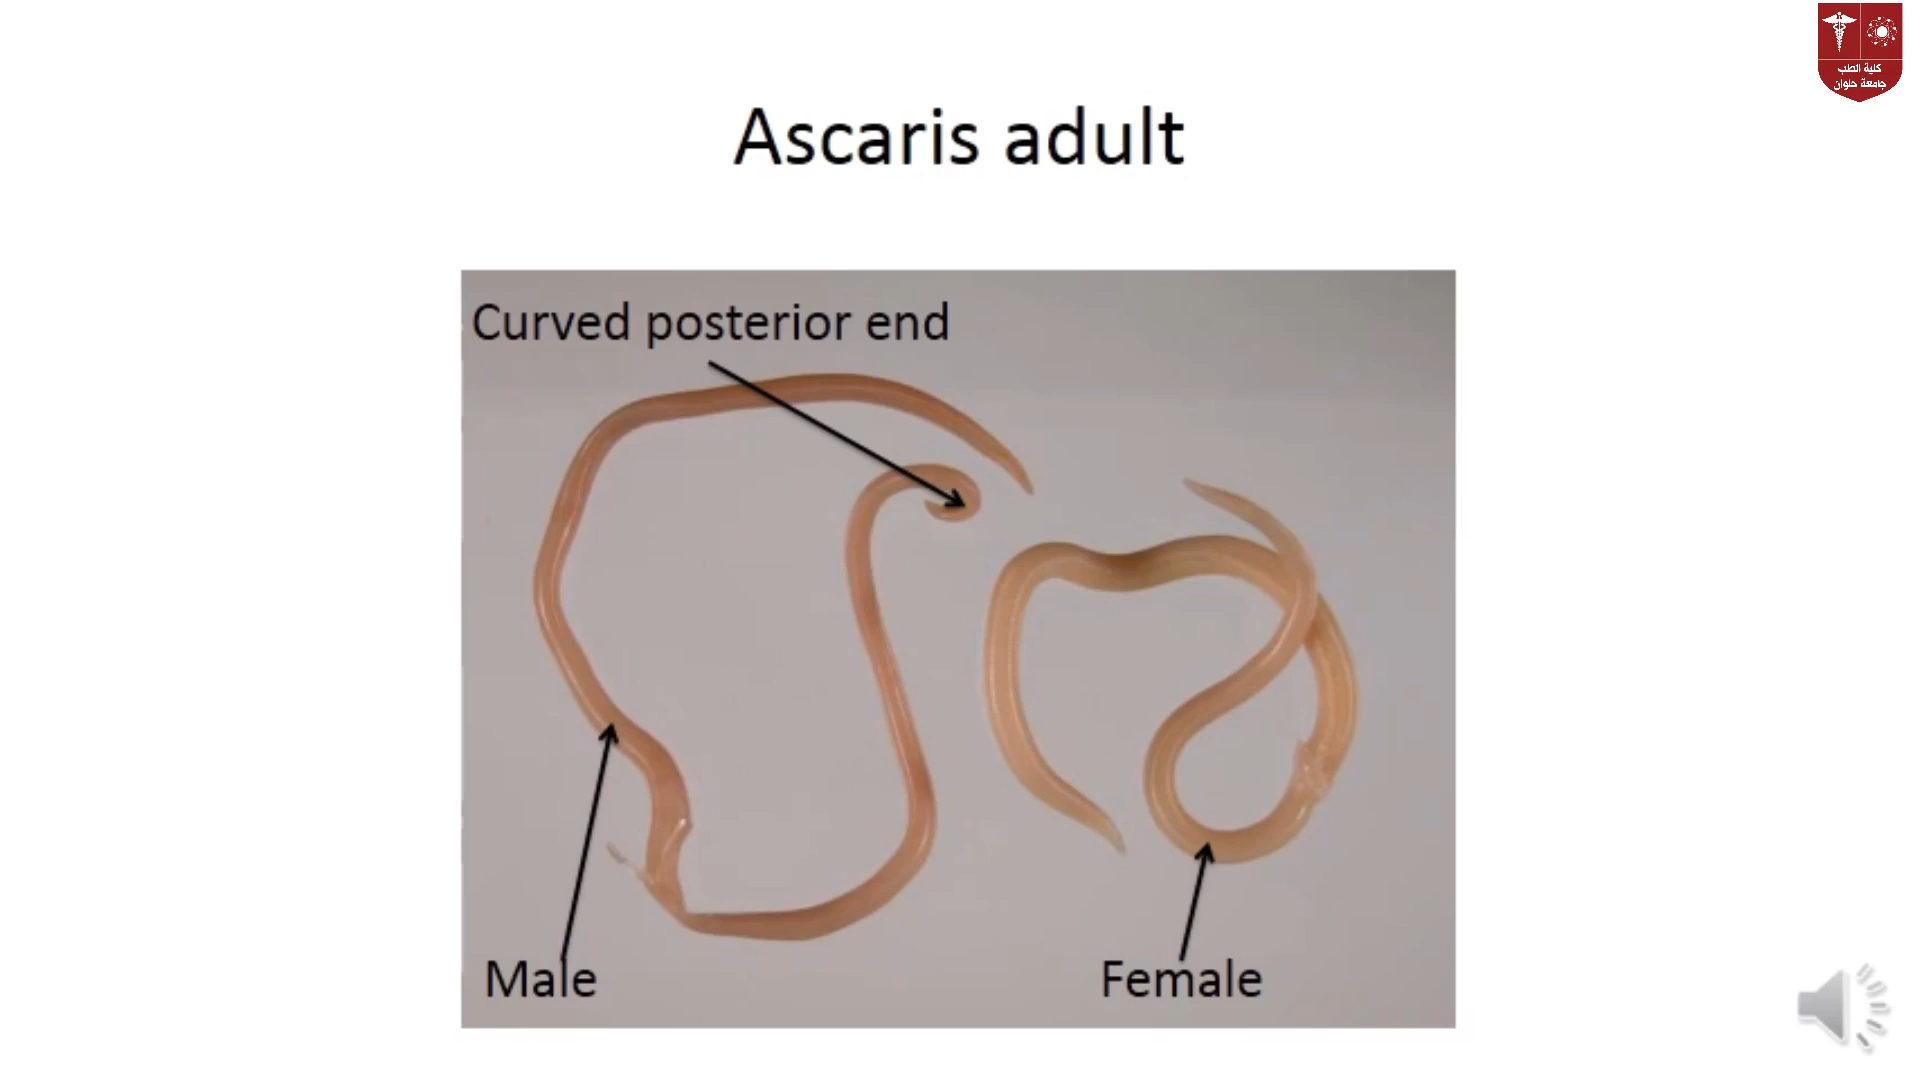 كلية الطب
جامعة حلوان
Ascaris adult
Curved posterior end
Male
Female